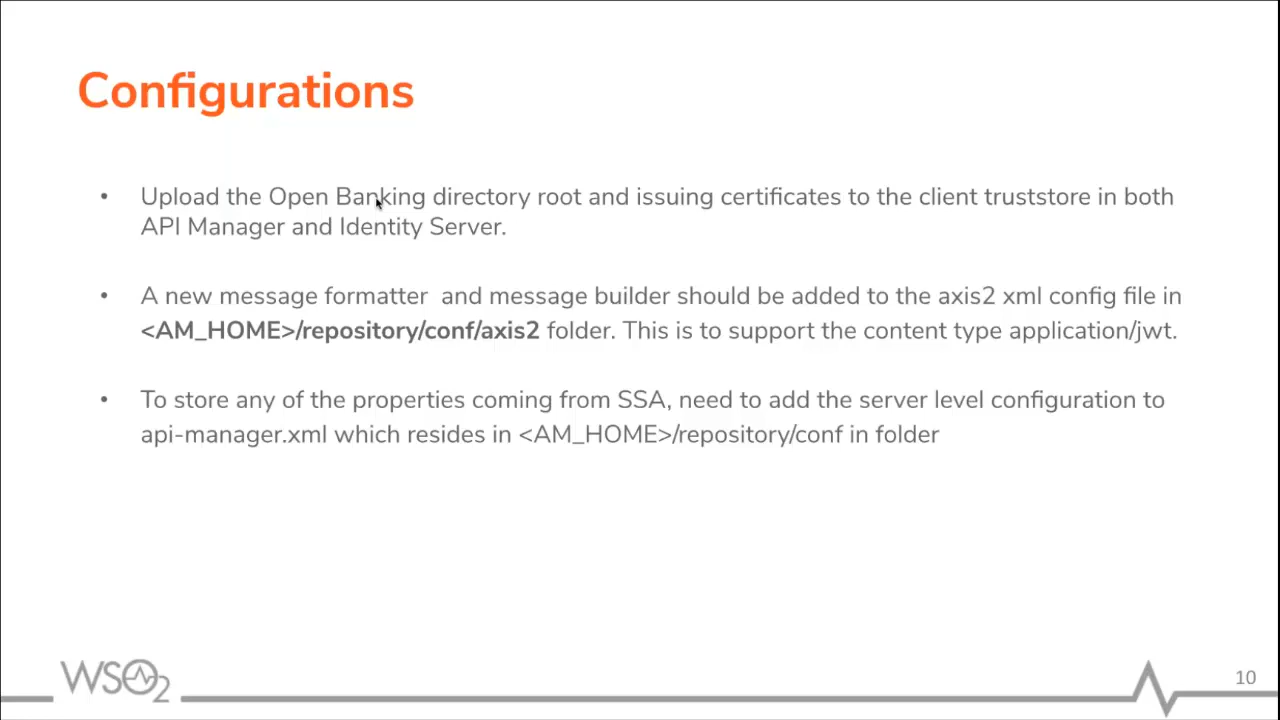 Configurations
• Upload the Open Banking directory root and issuing certificates to the client truststore in both
API Manager and Identity Server.
• A new message formatter  and message builder should be added to the axis2 xml config file in
<AM_HOME>/repository/conf/axis2 folder. This is to support the content type application/jwt.
• To store any of the properties coming from SSA, need to add the server level configuration to
api-manager.xml which resides in <AM_HOME>/repository/conf in folder
WSO2
10